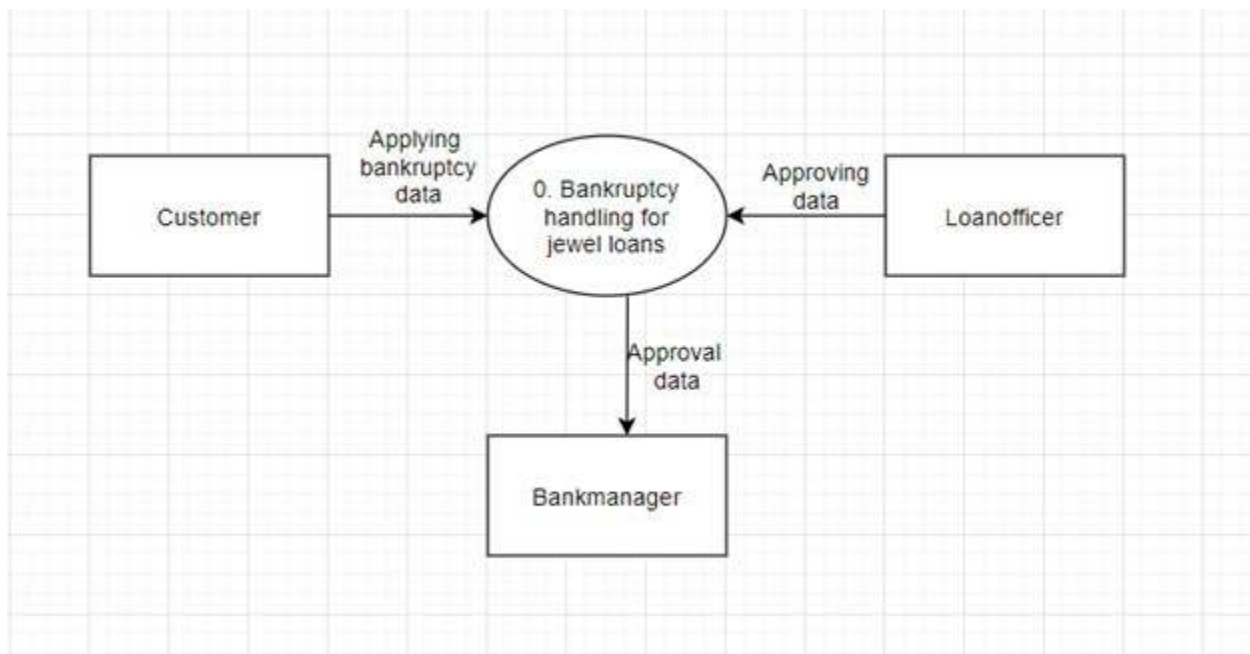 Applying
bankruptcy
data
Customer
0. Bankruptcy
handling for
jewel loans
Approving
data
Loanofficer
Approval
data
Bankmanager